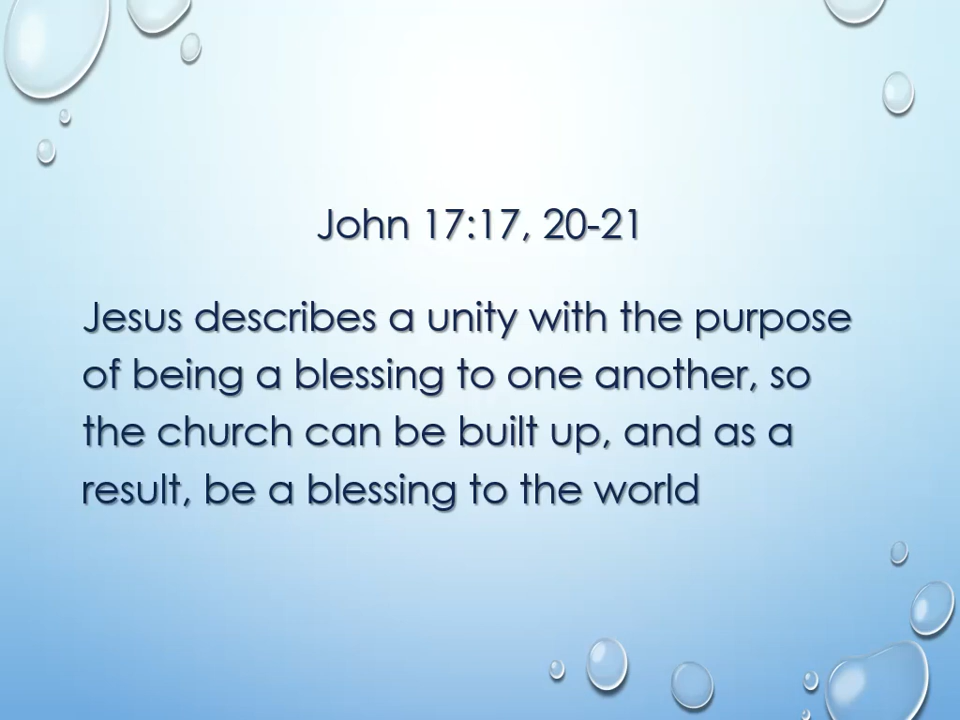 John 17:17, 20-21
Jesus describes a unity with the purpose
of being a blessing to one another, so
the church can be built up, and as a
result, be a blessing to the world